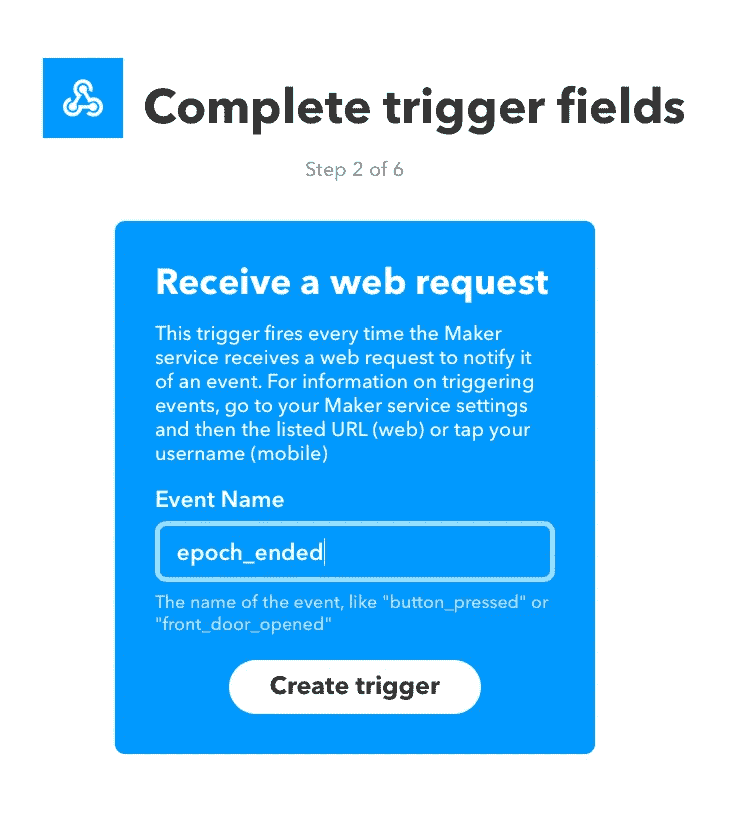 Complete trigger fields
Step 2 of 6
Receive a web request
This trigger fires every time the Maker
service receives a web request to notify it
of an event. For information on triggering
events, go to your Maker service settings
and then the listed URL (web) or tap your
username (mobile)
Event Name
epoch_ended
The name of the event, like "button_pressed" or
"front_door_opened"
Create trigger